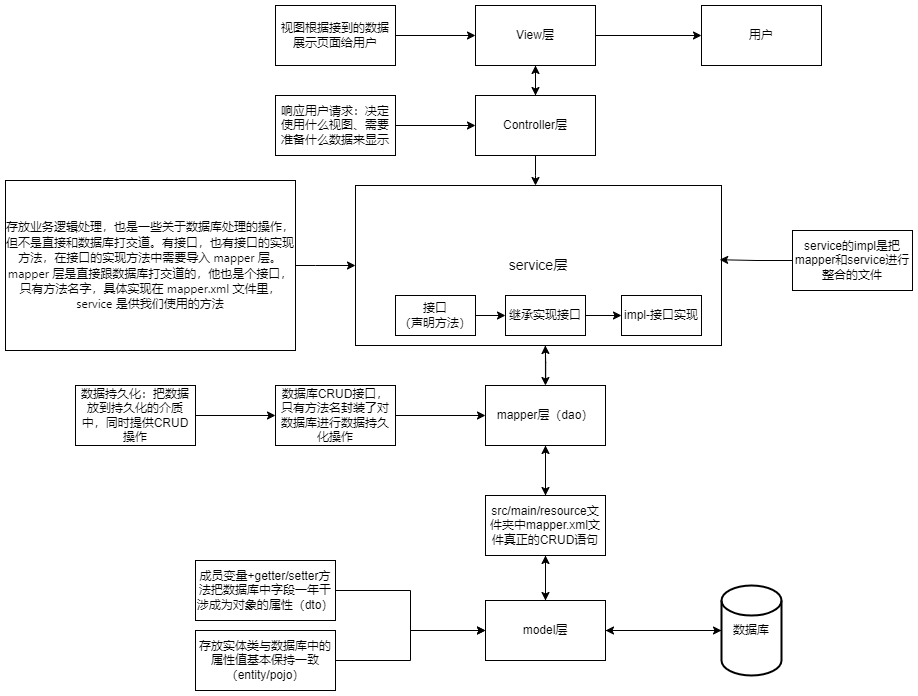 视图根据接到的数据
展示页面给用户
View层
用户
响应用户请求：决定
使用什么视图、需要
准备什么数据来显示
Controller层
存放业务逻辑处理，也是一些关于数据库处理的操作，
但不是直接和数据库打交道。有接口，也有接口的实现
方法，在接口的实现方法中需要导入 mapper 层。
mapper 层是直接跟数据库打交道的，他也是个接口，
只有方法名字，具体实现在 mapper.xml 文件里，
service 是供我们使用的方法
service层
接口
（声明方法）
继承实现接口
impl-接口实现
service的impl是把
mapper和service进行
整合的文件
数据持久化：把数据
放到持久化的介质
中，同时提供CRUD
操作
数据库CRUD接口，
只有方法名封装了对
数据库进行数据持久
化操作
mapper层（dao）
src/main/resource文
件夹中mapper.xml文
件真正的CRUD语句
成员变量+getter/setter方
法把数据库中字段一年干
涉成为对象的属性（dto）
存放实体类与数据库中的
属性值基本保持一致
（entity/pojo）
model层
数据库